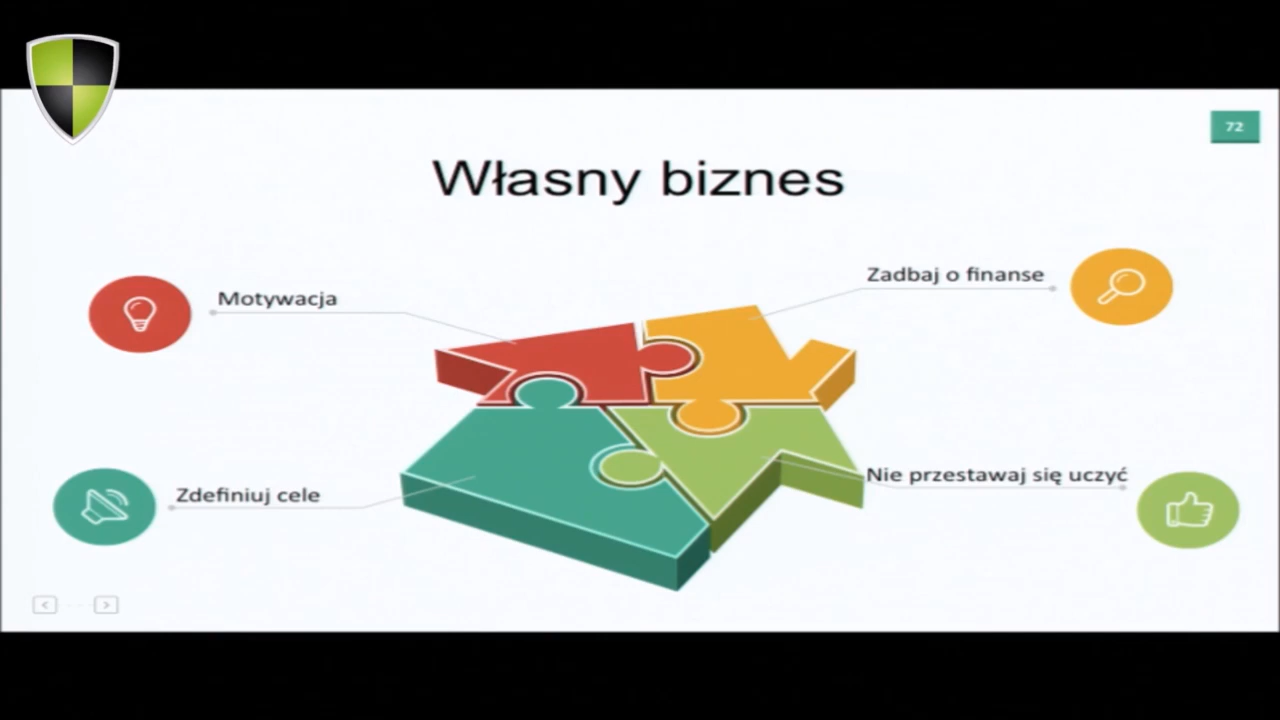 72
Własny biznes
Motywacja
Zadbaj o finanse
Zdefiniuj cele
Nie przestawaj się uczyć